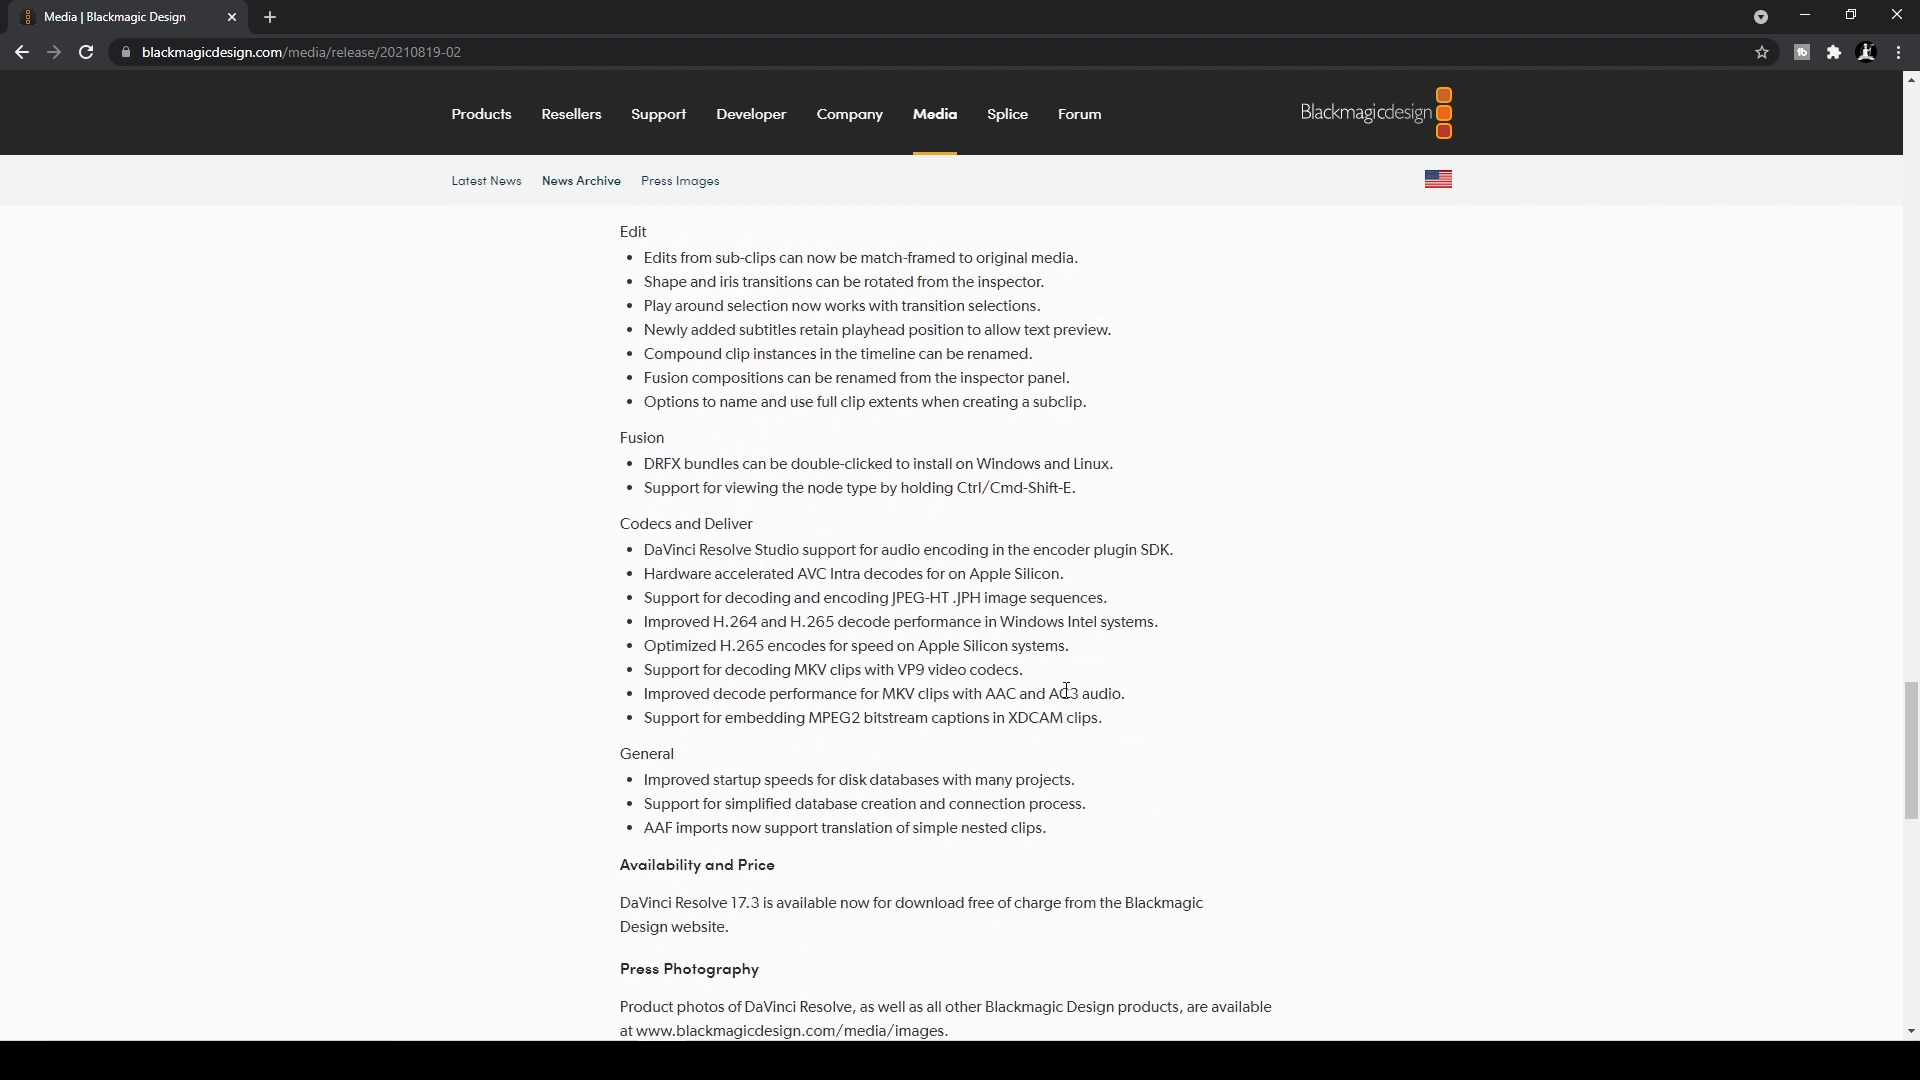 Media | Blackmagic Design
blackmagicdesign.com/media/release/20210819-02
Products Resellers Support Developer Company Media Splice Forum
Blackmagicdesign
Latest News News Archive Press Images
Edit
• Edits from sub-clips can now be match-framed to original media.
• Shape and iris transitions can be rotated from the inspector.
• Play around selection now works with transition selections.
• Newly added subtitles retain playhead position to allow text preview.
• Compound clip instances in the timeline can be renamed.
• Fusion compositions can be renamed from the inspector panel.
• Options to name and use full clip extents when creating a subclip.
Fusion
• DRFX bundles can be double-clicked to install on Windows and Linux.
• Support for viewing the node type by holding Ctrl/Cmd-Shift-E.
Codecs and Deliver
• DaVinci Resolve Studio support for audio encoding in the encoder plugin SDK.
• Hardware accelerated AVC Intra decodes for on Apple Silicon.
• Support for decoding and encoding JPEG-HT .JPH image sequences.
• Improved H.264 and H.265 decode performance in Windows Intel systems.
• Optimized H.265 encodes for speed on Apple Silicon systems.
• Support for decoding MKV clips with VP9 video codecs.
• Improved decode performance for MKV clips with AAC and AC3 audio.
• Support for embedding MPEG2 bitstream captions in XDCAM clips.
General
• Improved startup speeds for disk databases with many projects.
• Support for simplified database creation and connection process.
• AAF imports now support translation of simple nested clips.
Availability and Price
DaVinci Resolve 17.3 is available now for download free of charge from the Blackmagic
Design website.
Press Photography
Product photos of DaVinci Resolve, as well as all other Blackmagic Design products, are available
at www.blackmagicdesign.com/media/images.